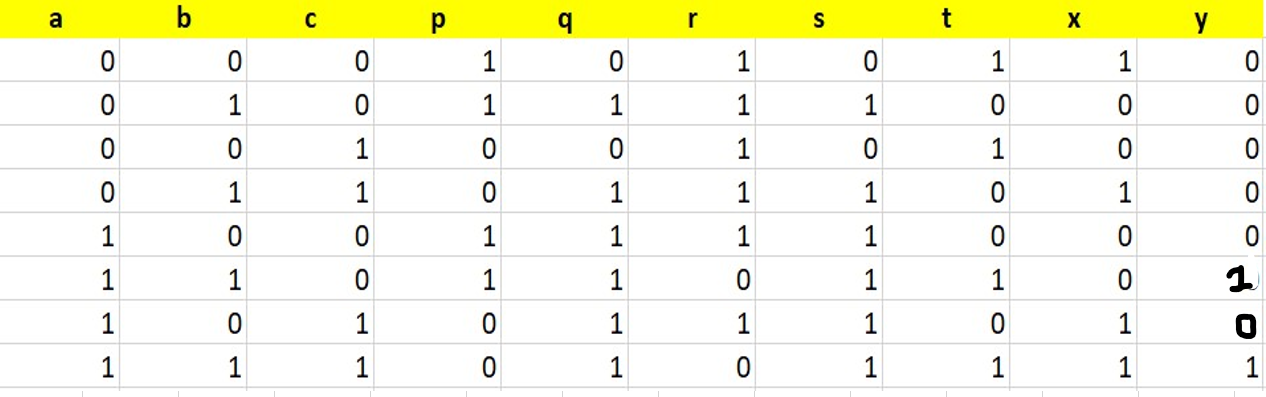 a b c p q r s t x y
0 0 0 1 0 1 0 1 1 0
0 1 0 1 1 1 1 0 0 0
0 0 1 0 0 1 0 1 0 0
0 1 1 0 1 1 1 0 1 0
1 0 0 1 1 1 1 0 0 0
1 1 0 1 1 0 1 1 0 1
1 0 1 0 1 1 1 0 1 0
1 1 1 0 1 0 1 1 1 1